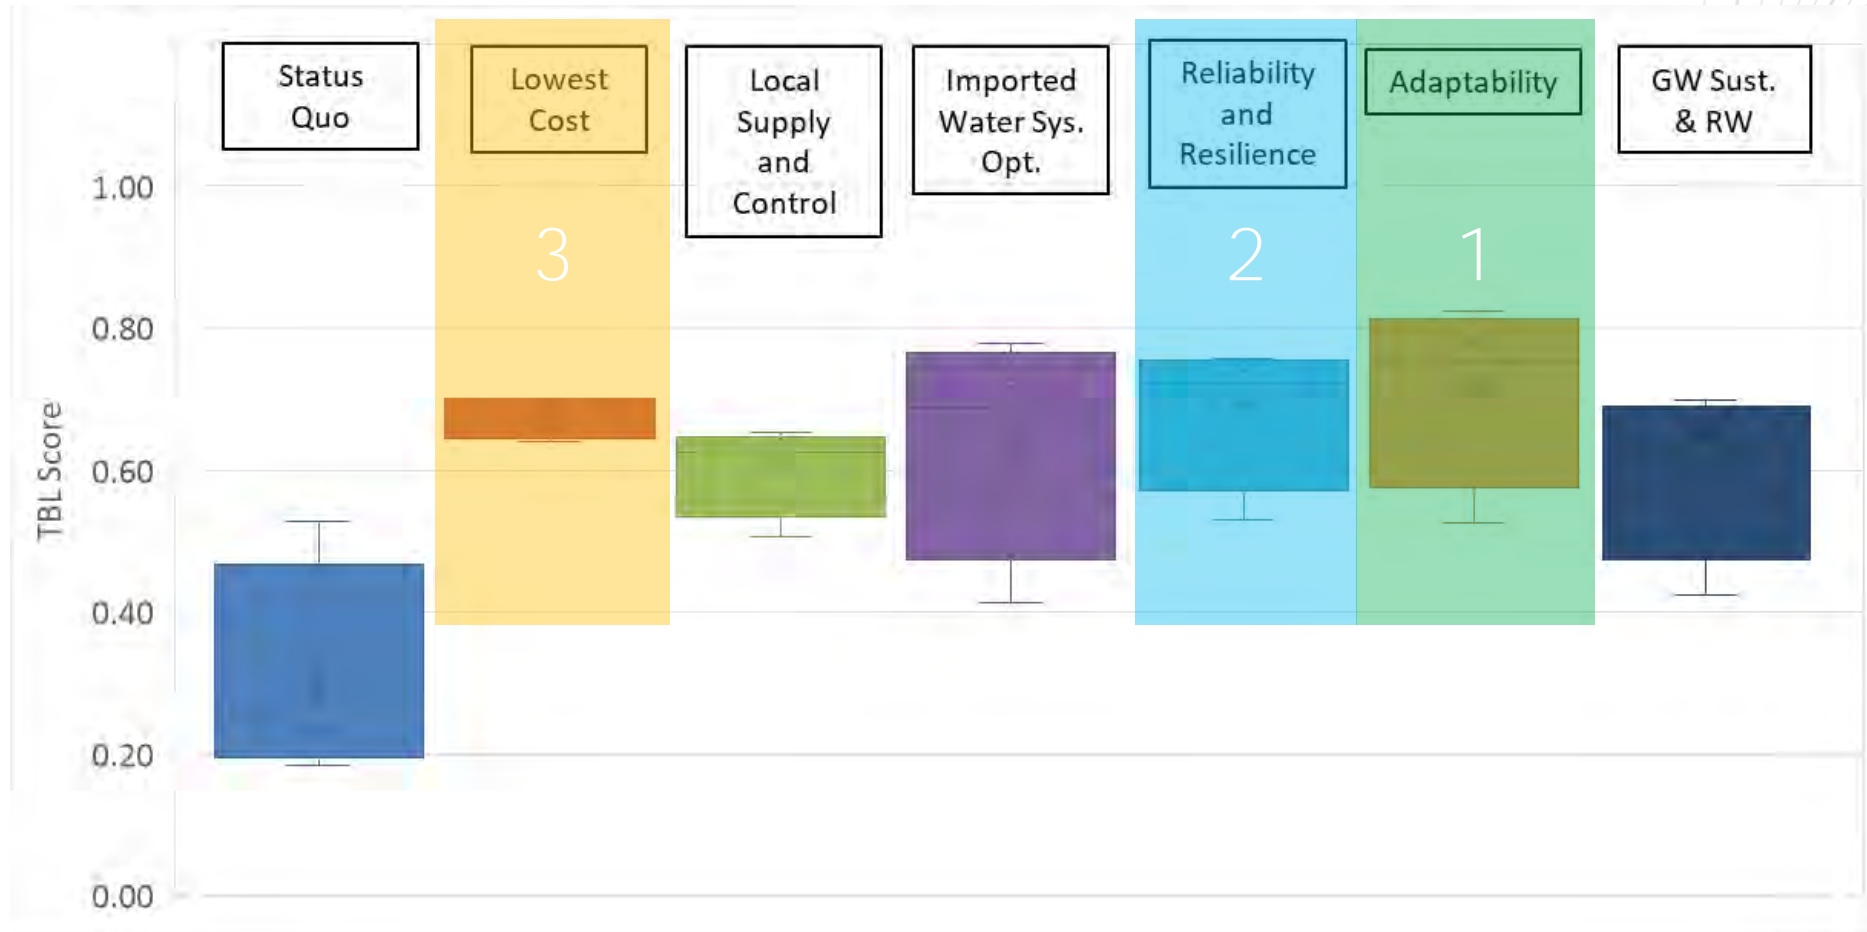 Status
Quo
Lowest
Cost
Local
Supply
and
Control
Imported
Water Sys.
Opt.
Reliability
and
Resilience
Adaptability
GW Sust.
& RW
3
2
1
TBL Score
1.00
0.80
0.60
0.40
0.20
0.00